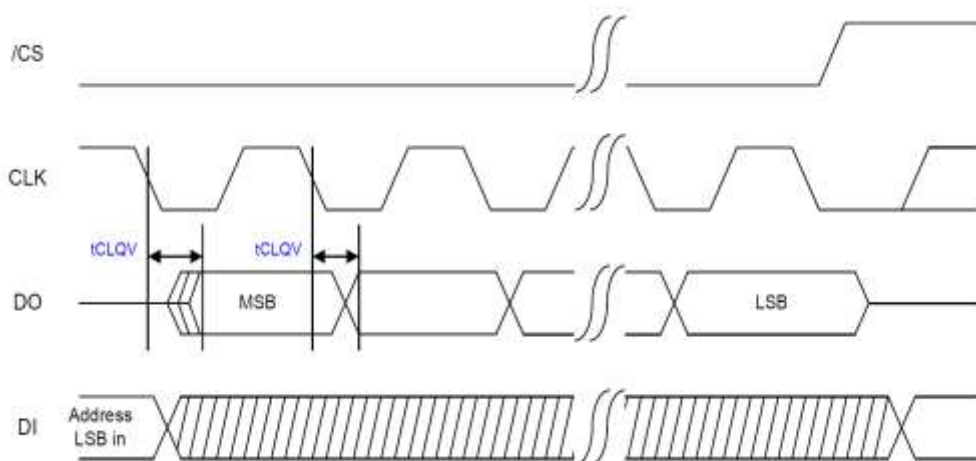 /CS
CLK
tCLQV tCLQV
DO MSB LSB
DI Address
LSB in